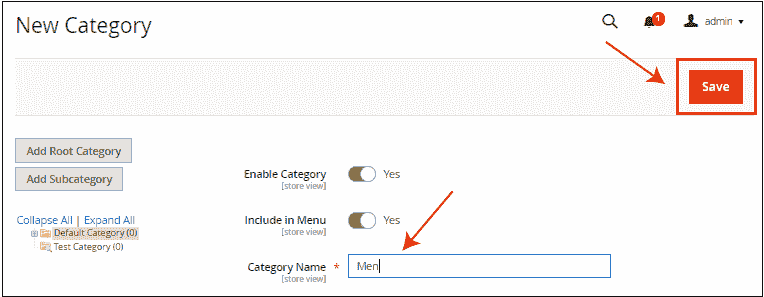 New Category
1
admin
Save
Add Root Category
Add Subcategory
Collapse All | Expand All
Default Category (0)
Test Category (0)
Enable Category
[store view]
Yes
Include in Menu
[store view]
Yes
Category Name *
[store view]
Men